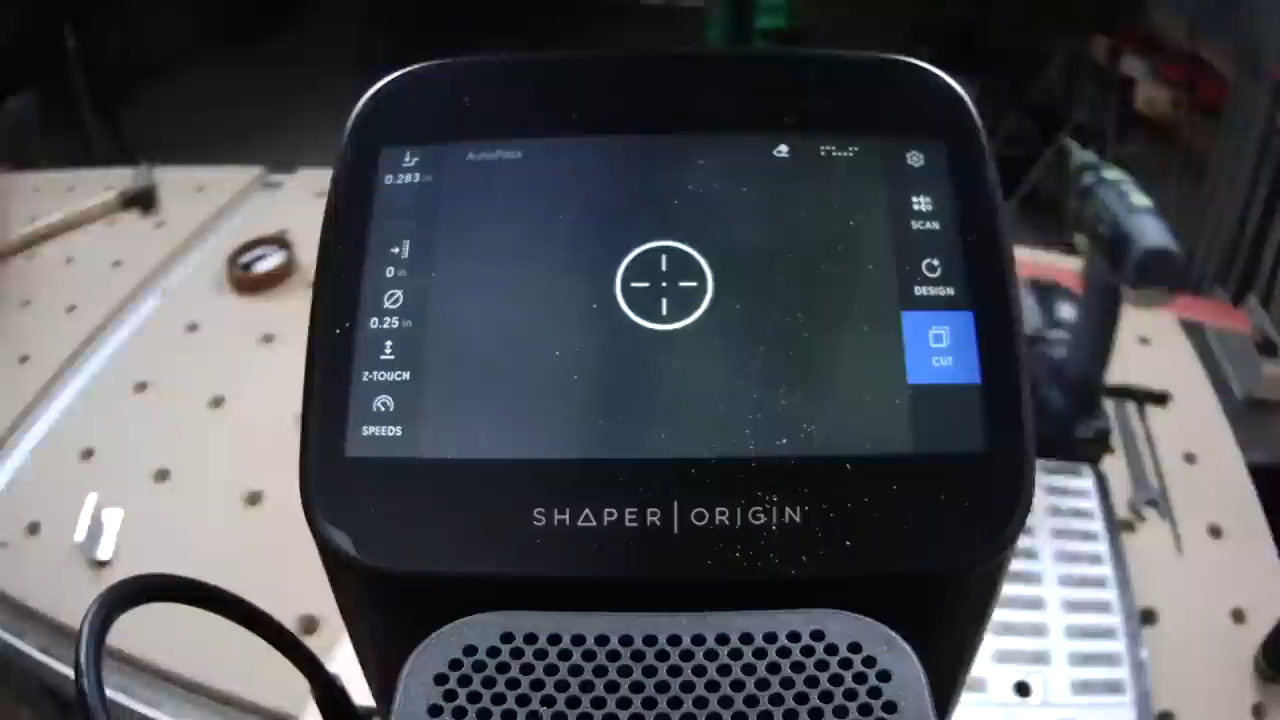 AutoPass
0.283 in
SCAN
0 in
DESIGN
0.25 in
CUT
Z-TOUCH
SPEEDS
SHAPER | ORIGIN